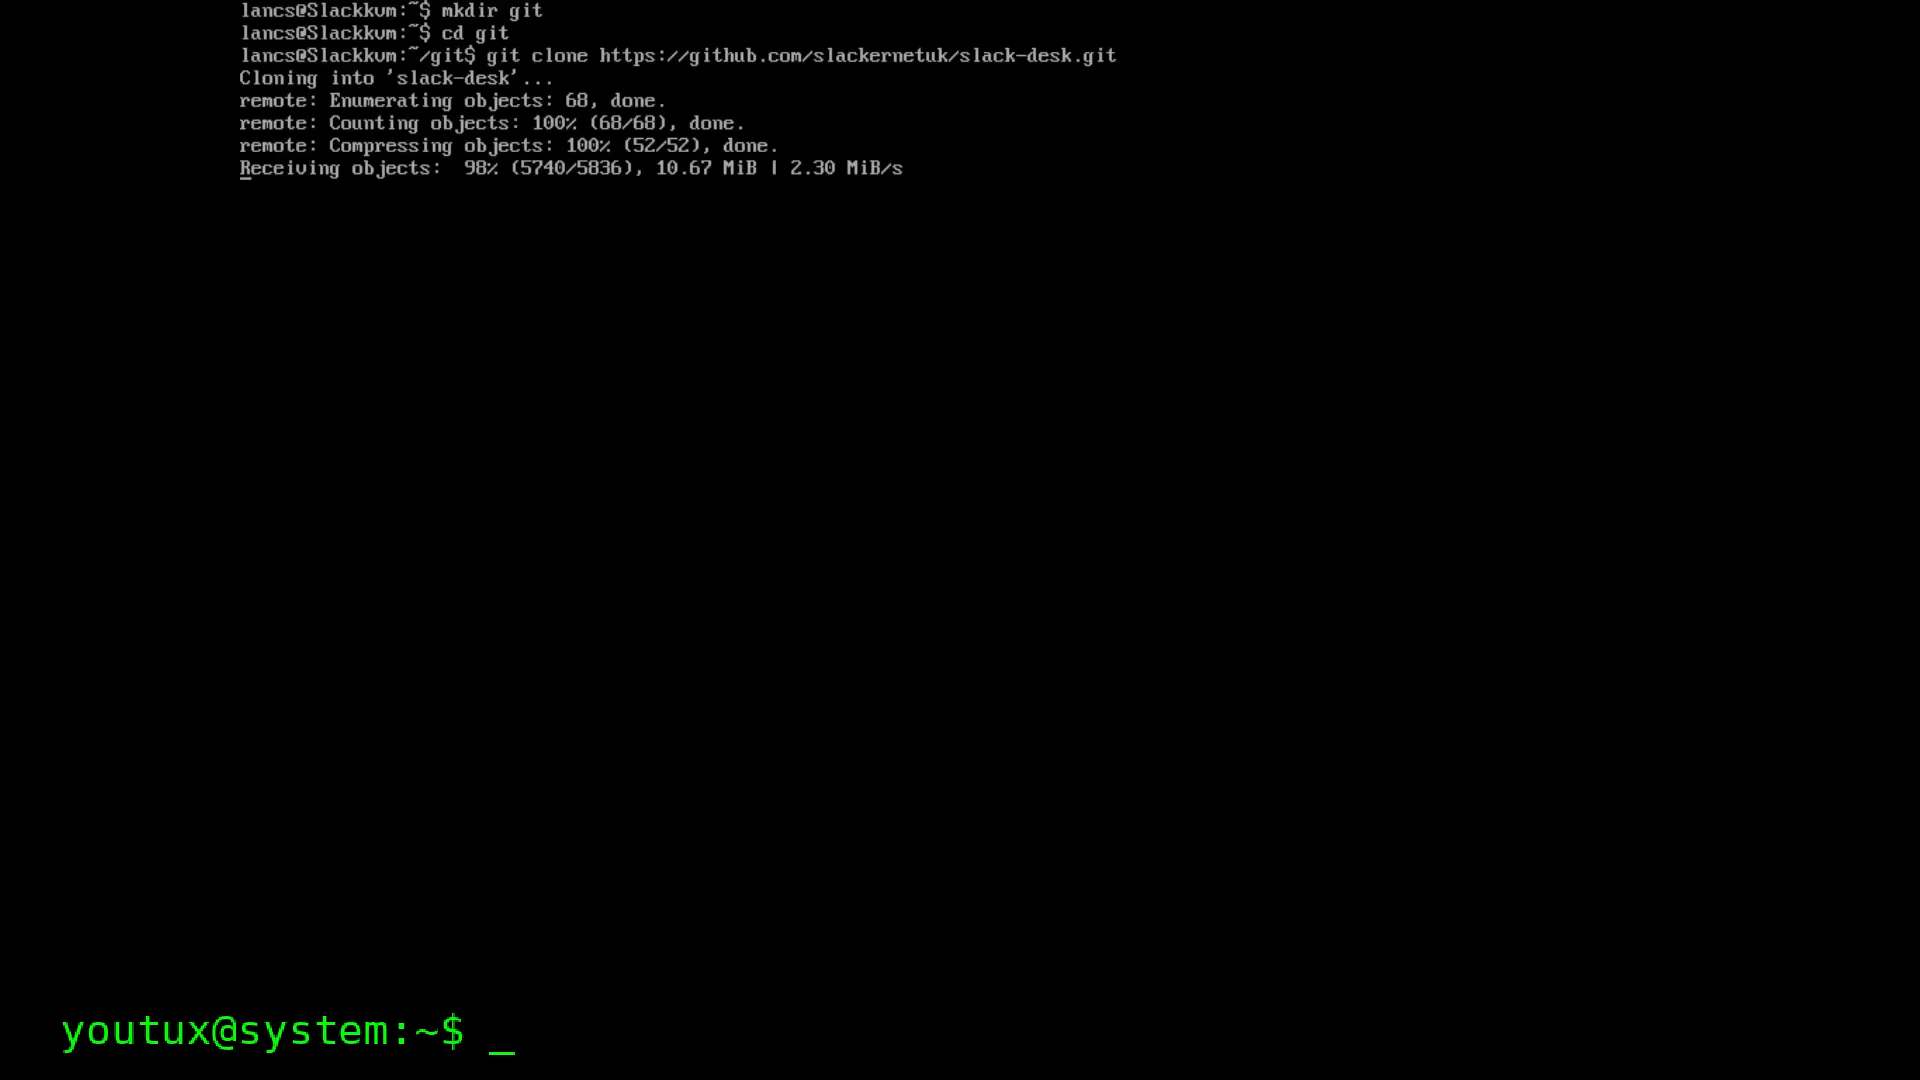 lancs@Slackkvm:~$ mkdir git
lancs@Slackkvm:~$ cd git
lancs@Slackkvm:~/git$ git clone https://github.com/slackernetuk/slack-desk.git
Cloning into 'slack-desk'...
remote: Enumerating objects: 68, done.
remote: Counting objects: 100% (68/68), done.
remote: Compressing objects: 100% (52/52), done.
Receiving objects:  98% (5740/5836), 10.67 MiB | 2.30 MiB/s
youtux@system:~$ _